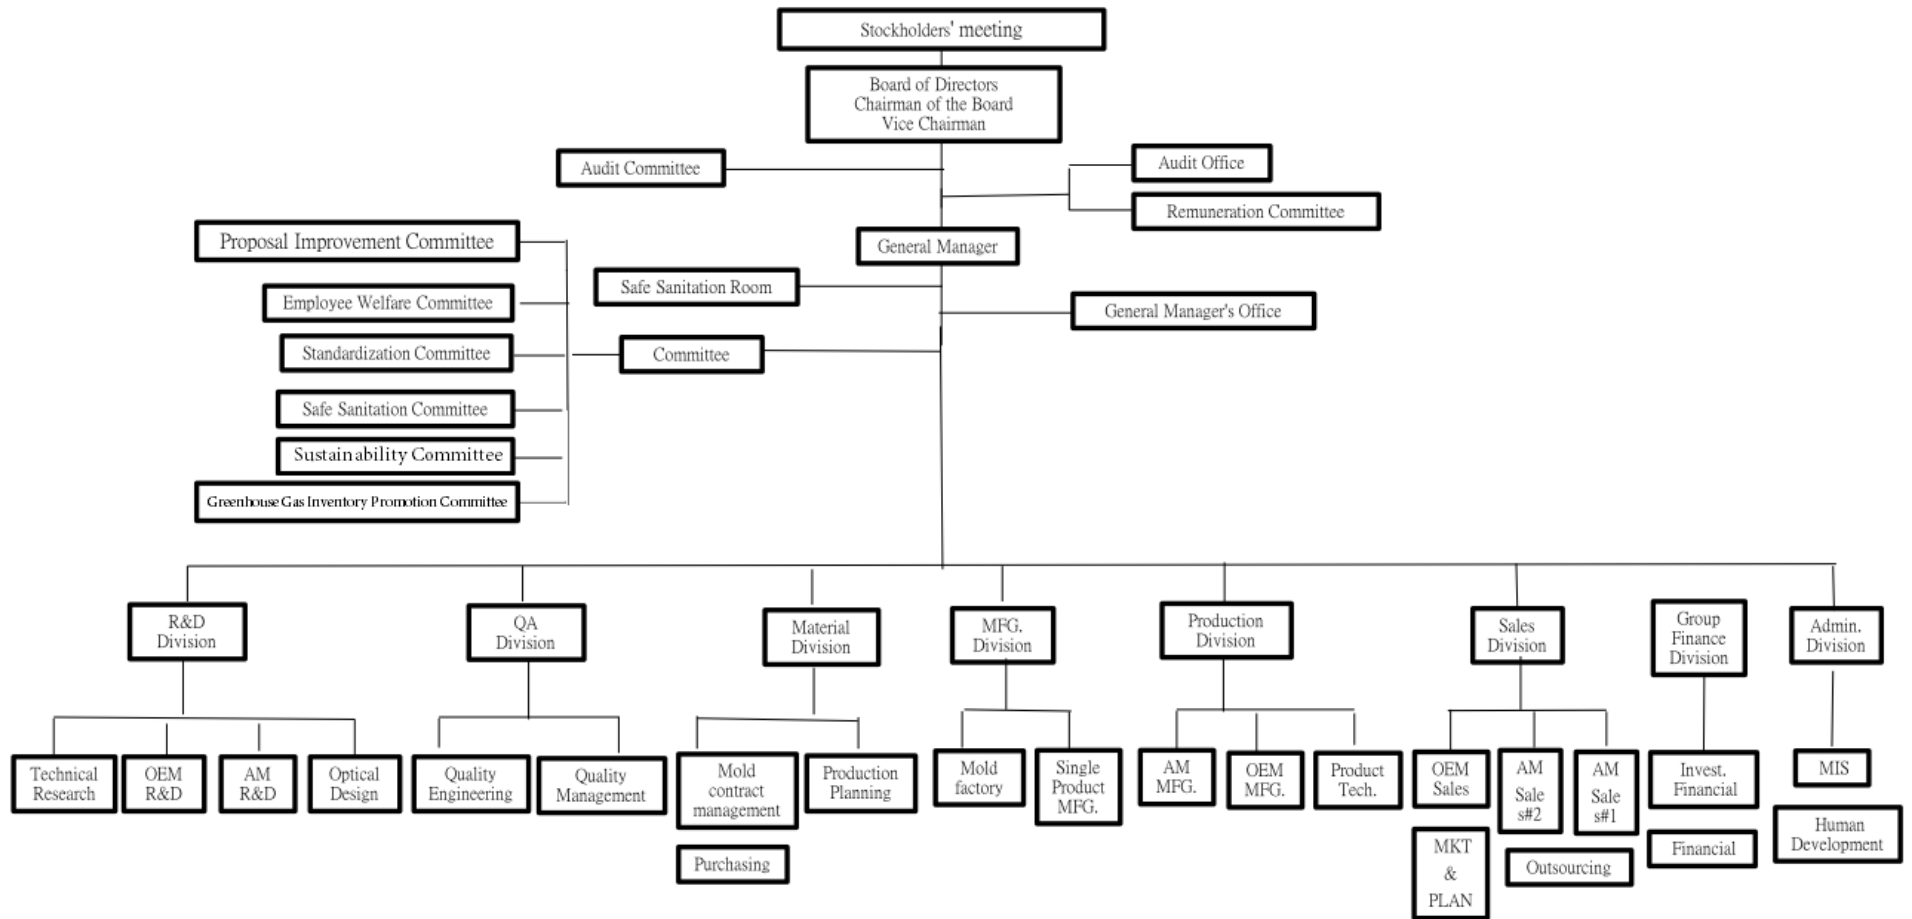 Stockholders' meeting
Board of Directors
Chairman of the Board
Vice Chairman
Audit Committee
Audit Office
Remuneration Committee
Proposal Improvement Committee
General Manager
Safe Sanitation Room
Employee Welfare Committee
General Manager's Office
Standardization Committee
Committee
Safe Sanitation Committee
Sustainability Committee
Greenhouse Gas Inventory Promotion Committee
R&D
Division
QA
Division
Material
Division
MFG.
Division
Production
Division
Sales
Division
Group
Finance
Division
Admin.
Division
Technical
Research
OEM
R&D
AM
R&D
Optical
Design
Quality
Engineering
Quality
Management
Mold
contract
management
Production
Planning
Mold
factory
Single
Product
MFG.
AM
MFG.
OEM
MFG.
Product
Tech.
OEM
Sales
AM
Sale
s#2
AM
Sale
s#1
Invest.
Financial
MIS
Purchasing
MKT
&
PLAN
Outsourcing
Financial
Human
Development